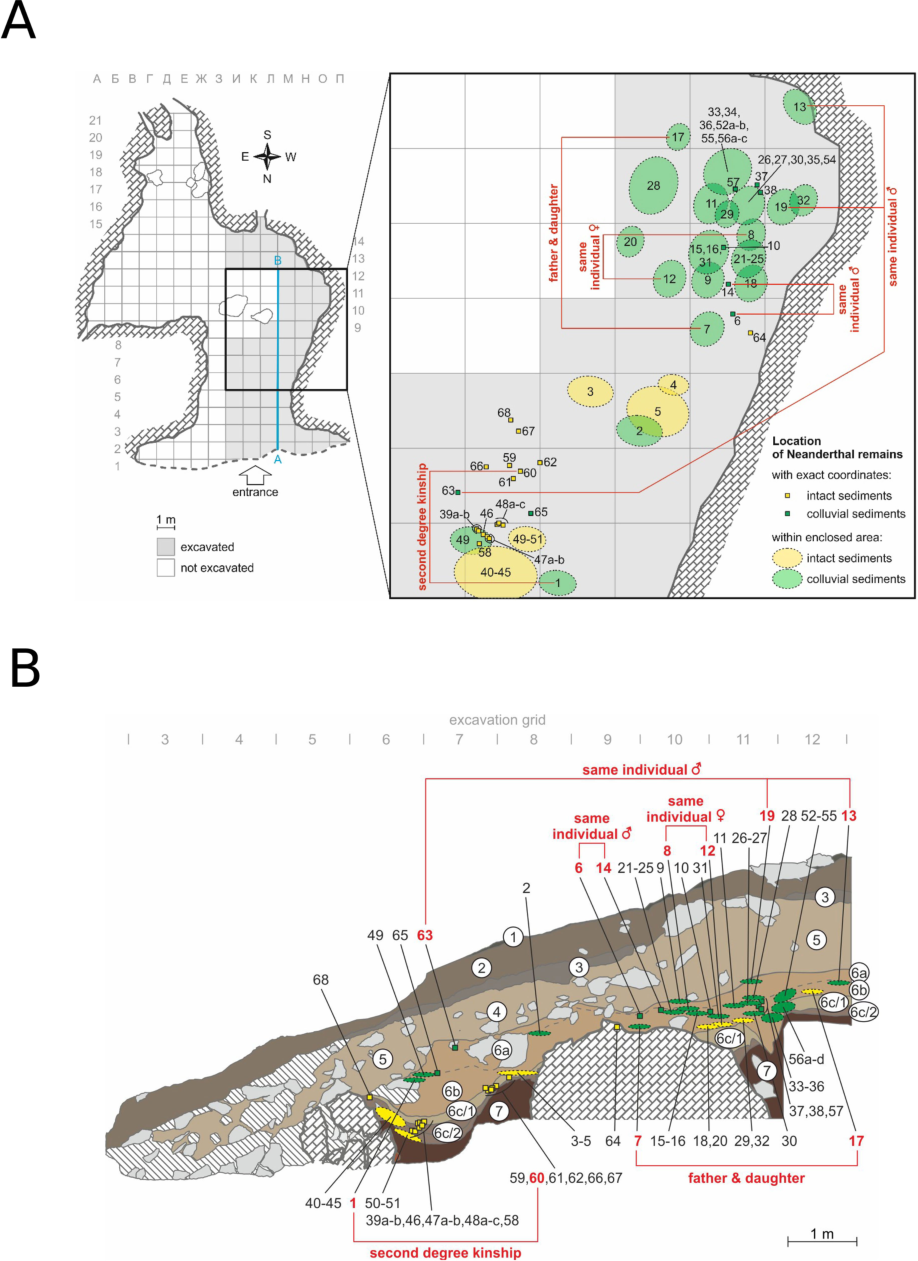 A
А Б В Г Д Е Ж З И К Л М Н О П
21
20
19
18
17
16
15
14
13
12
11
10
9
8
7
6
5
4
3
2
1
S
E W
N
B
A
entrance
1 m
excavated
not excavated
33,34,
36,52a-b,
55,56a-c
13
26,27,30,35,54
17
57
37
38
28
11
29
19
32
20
15,16
31
8
10
21-25
12
9
14
18
7
6
64
father & daughter
same
individual ♀
same individual ♂
same
individual ♂
3
4
5
2
68
67
66
59
62
60
61
63
48a-c
65
39a-b
46
49
58
49-51
47a-b
40-45
1
second degree kinship
Location
of Neanderthal remains
with exact coordinates:
intact sediments
colluvial sediments
within enclosed area:
intact sediments
colluvial sediments
B
excavation grid
3 4 5 6 7 8 9 10 11 12
same individual ♂
same
individual ♀
same
individual ♂
19 28 52-55 13
11 26-27
8 12
6 14 21-25 9 10 31
2
49 65 63
68
1
2
3
3
4
5
5
6a
6b
6c/1
6c/2
6a
6b
6c/1
6c/2
6c/1
7
7
56a-d
33-36
37,38,57
3-5 64 7 15-16 18,20 29,32 30 17
father & daughter
59,60,61,62,66,67
40-45 1 50-51
39a-b,46,47a-b,48a-c,58
second degree kinship
1 m